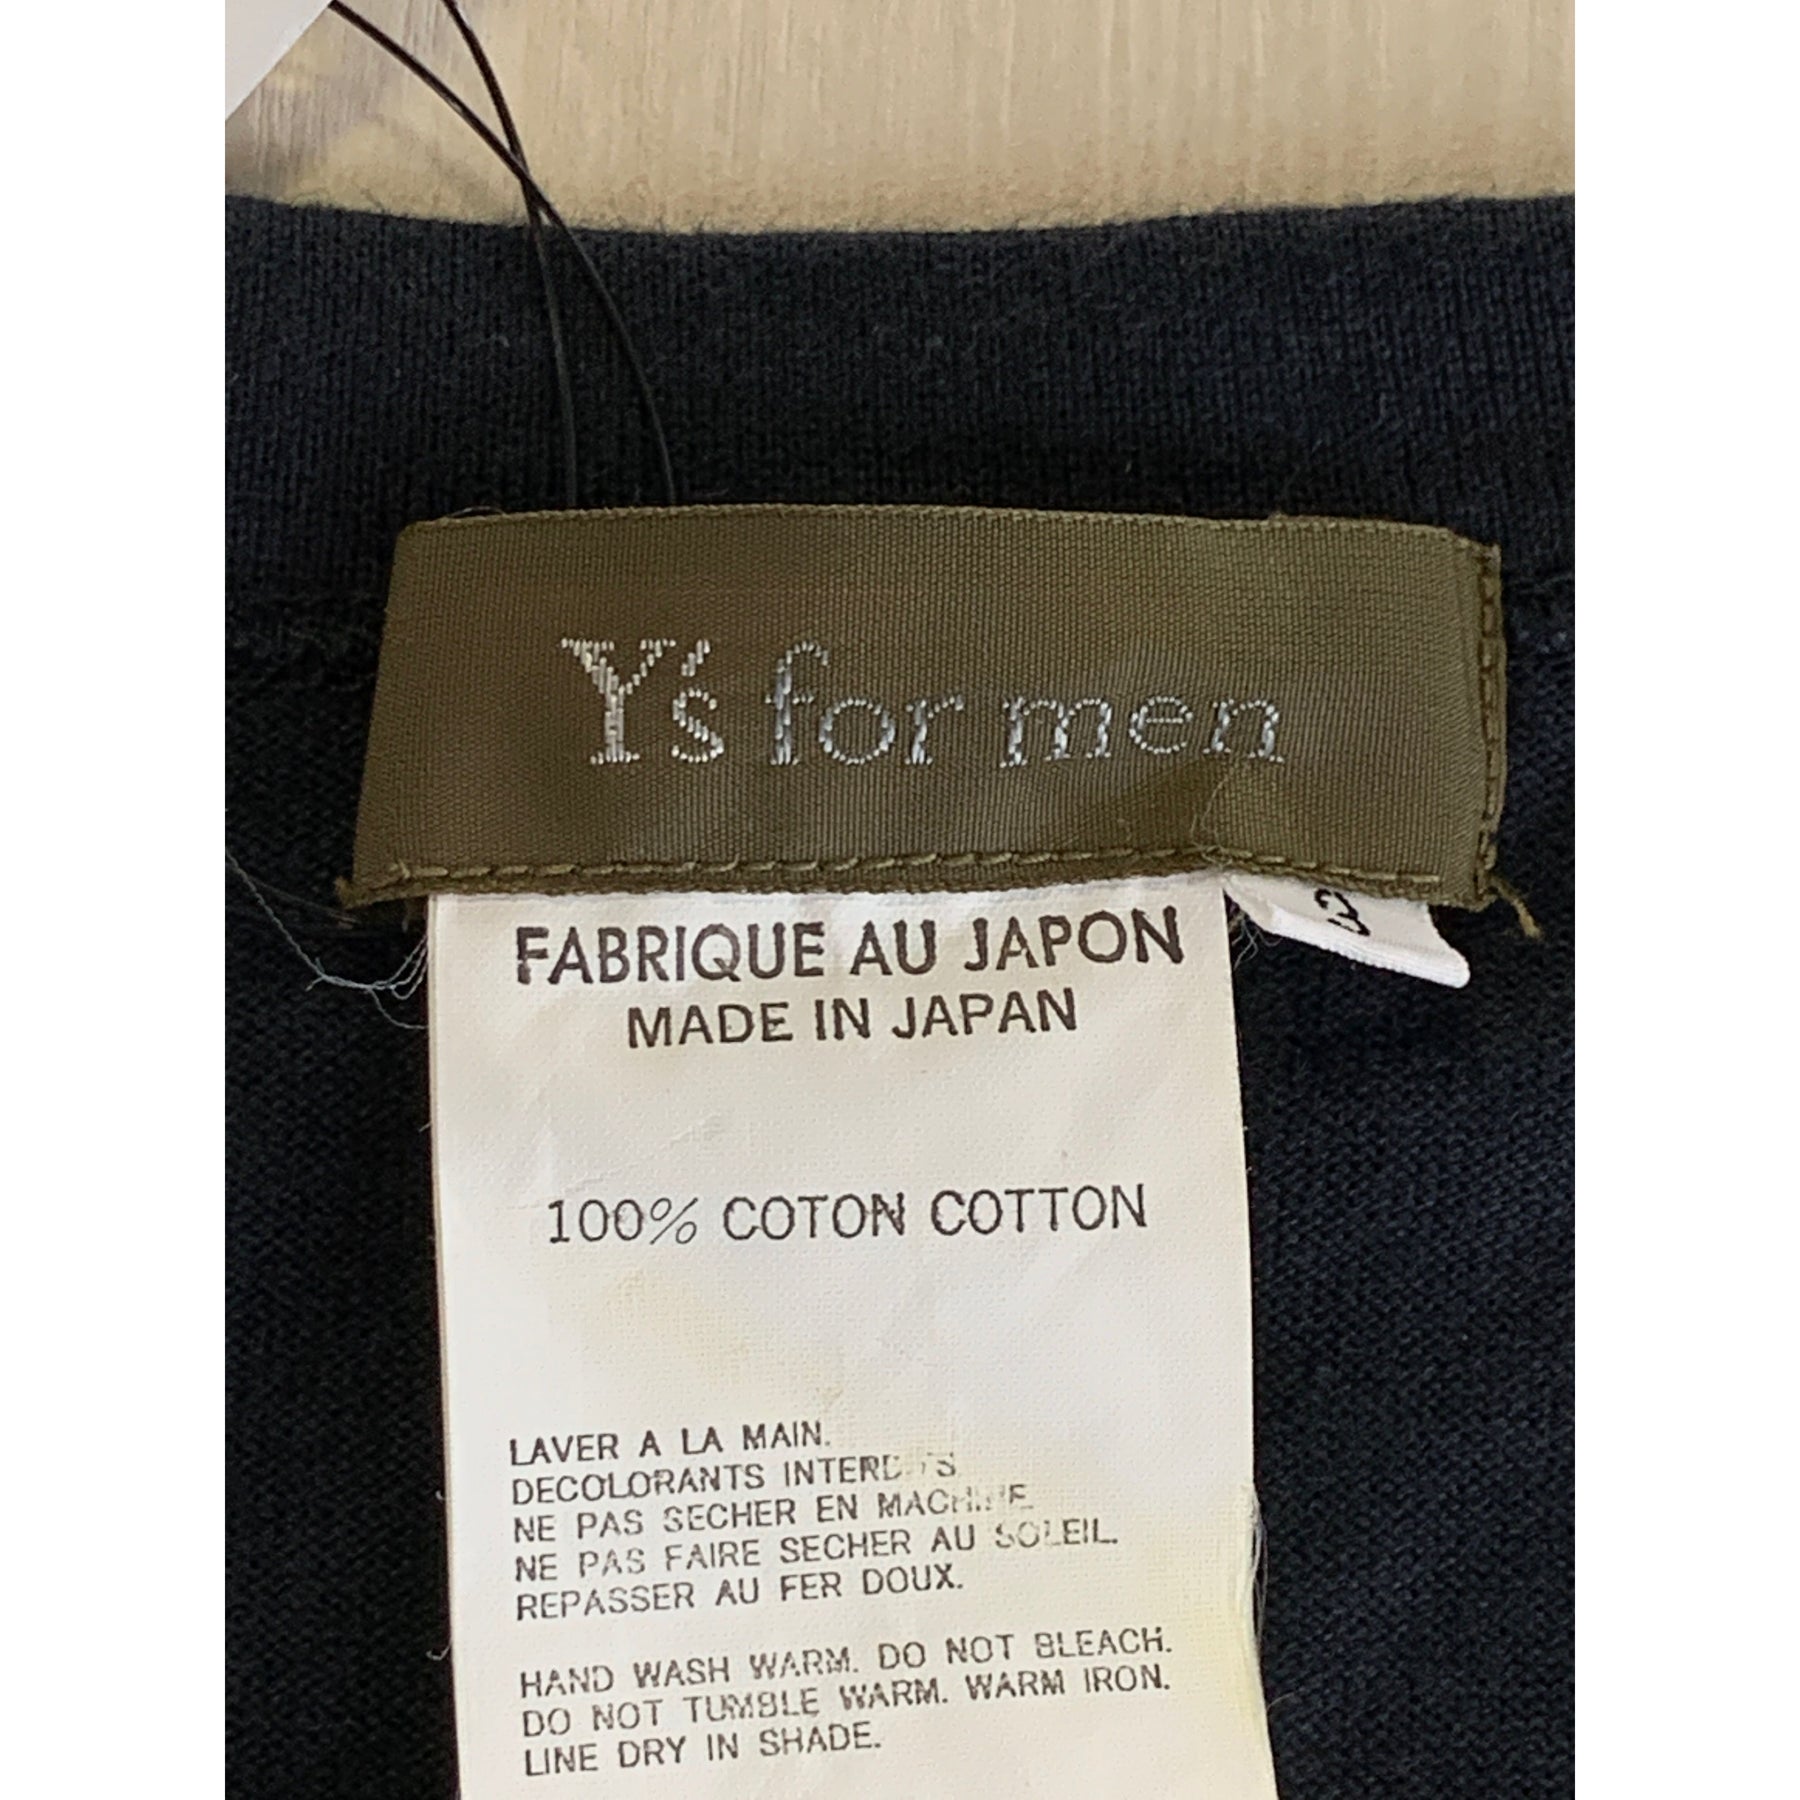 Y's for men
FABRIQUE AU JAPON
MADE IN JAPAN
3
100% COTON COTTON
LAVER A LA MAIN.
DECOLORANTS INTERDITS
NE PAS SECHER EN MACHINE
NE PAS FAIRE SECHER AU SOLEIL.
REPASSER AU FER DOUX.
HAND WASH WARM. DO NOT BLEACH.
DO NOT TUMBLE WARM. WARM IRON.
LINE DRY IN SHADE.